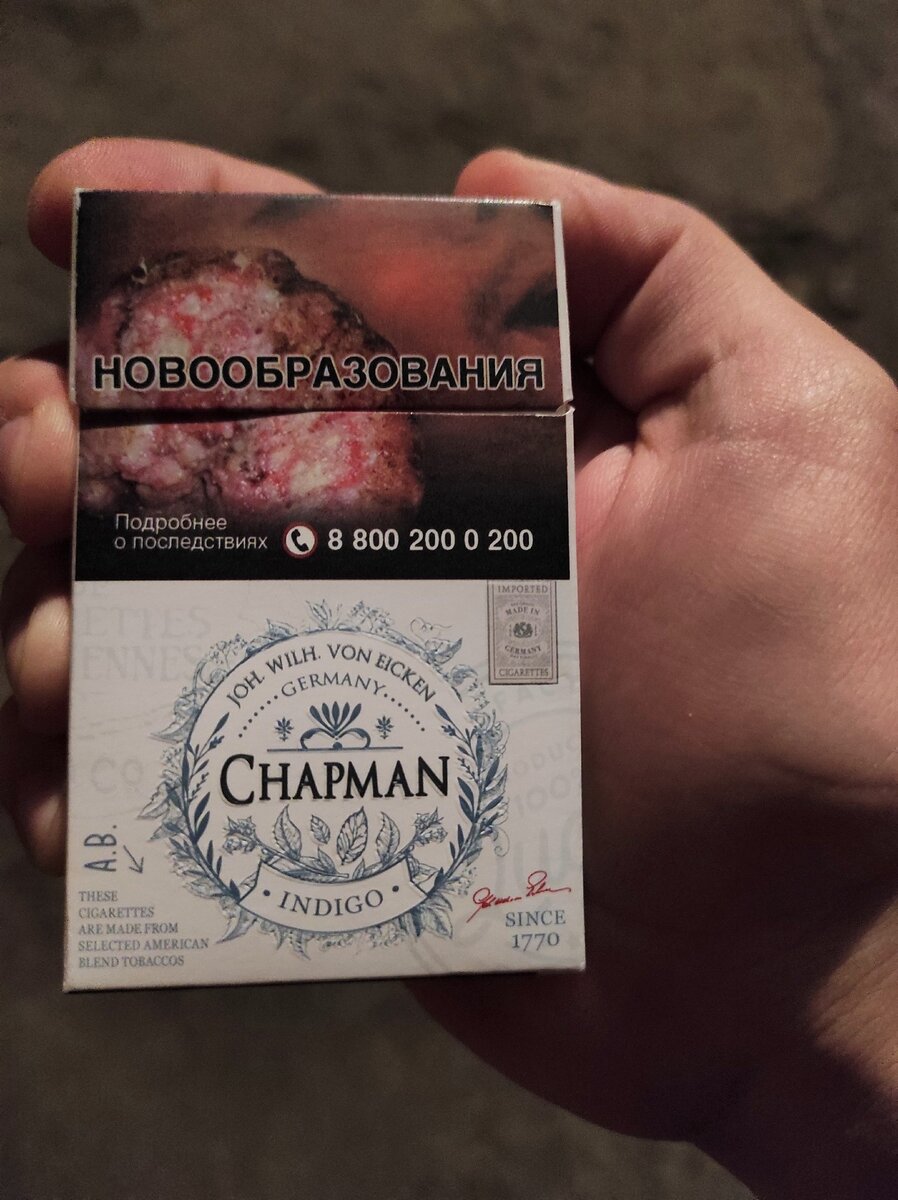 НОВООБРАЗОВАНИЯ
Подробнее
о последствиях
8 800 200 0 200
IMPORTED
MADE IN
GERMANY
CIGARETTES
JOH. WILH. VON EICKEN
GERMANY
CHAPMAN
INDIGO
A.B.
THESE
CIGARETTES
ARE MADE FROM
SELECTED AMERICAN
BLEND TOBACCOS
SINCE
1770